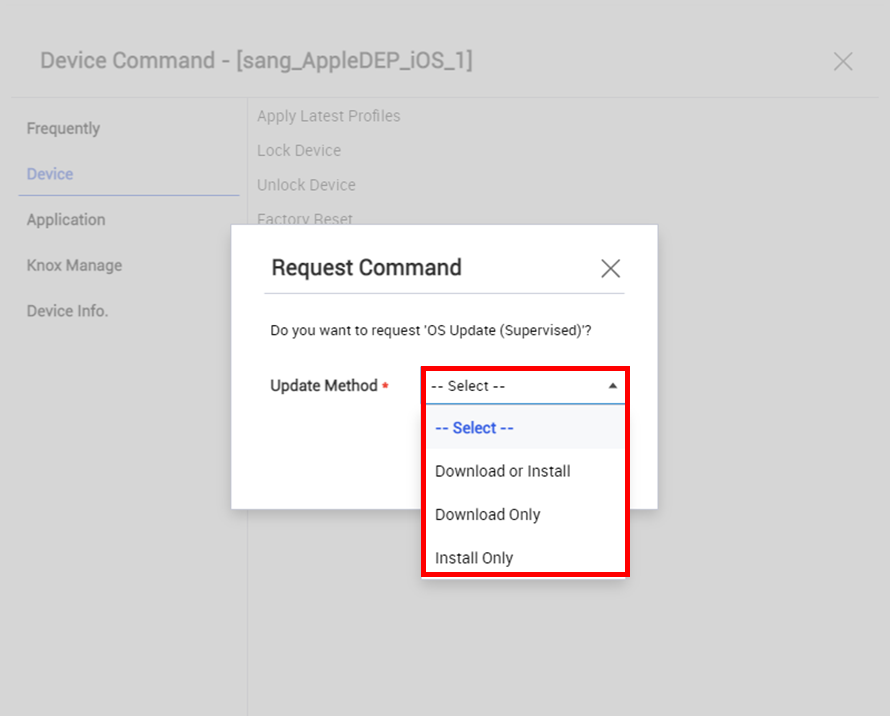 Device Command - [sang_AppleDEP_iOS_1]
Frequently
Device
Application
Knox Manage
Device Info.
Apply Latest Profiles
Lock Device
Unlock Device
Factory Reset
Request Command
Do you want to request 'OS Update (Supervised)'?
Update Method *
-- Select --
-- Select --
Download or Install
Download Only
Install Only